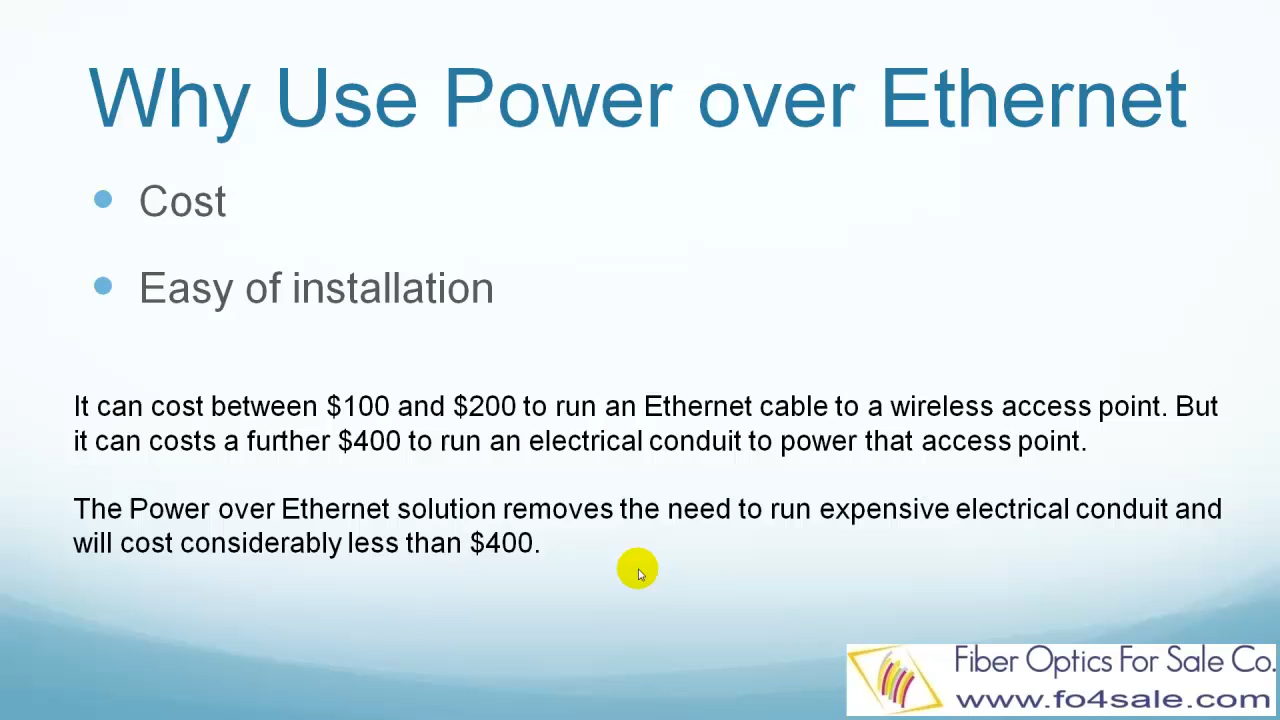 Why Use Power over Ethernet
Cost
Easy of installation
It can cost between $100 and $200 to run an Ethernet cable to a wireless access point. But
it can costs a further $400 to run an electrical conduit to power that access point.
The Power over Ethernet solution removes the need to run expensive electrical conduit and
will cost considerably less than $400.
Fiber Optics For Sale Co.
www.fo4sale.com